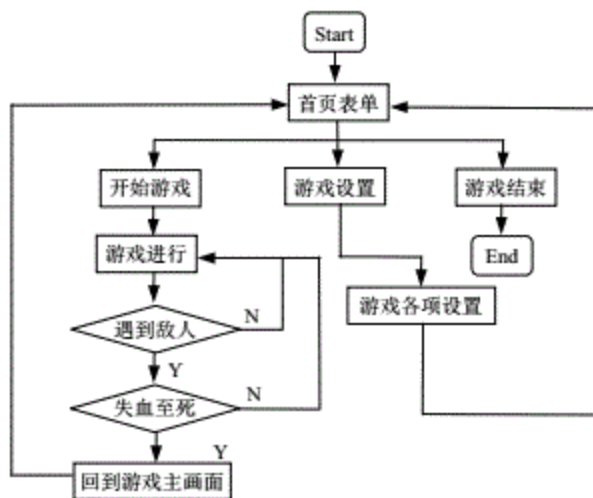 Start
首页表单
开始游戏
游戏设置
游戏结束
游戏进行
End
游戏各项设置
遇到敌人
N
Y
失血至死
N
Y
回到游戏主画面